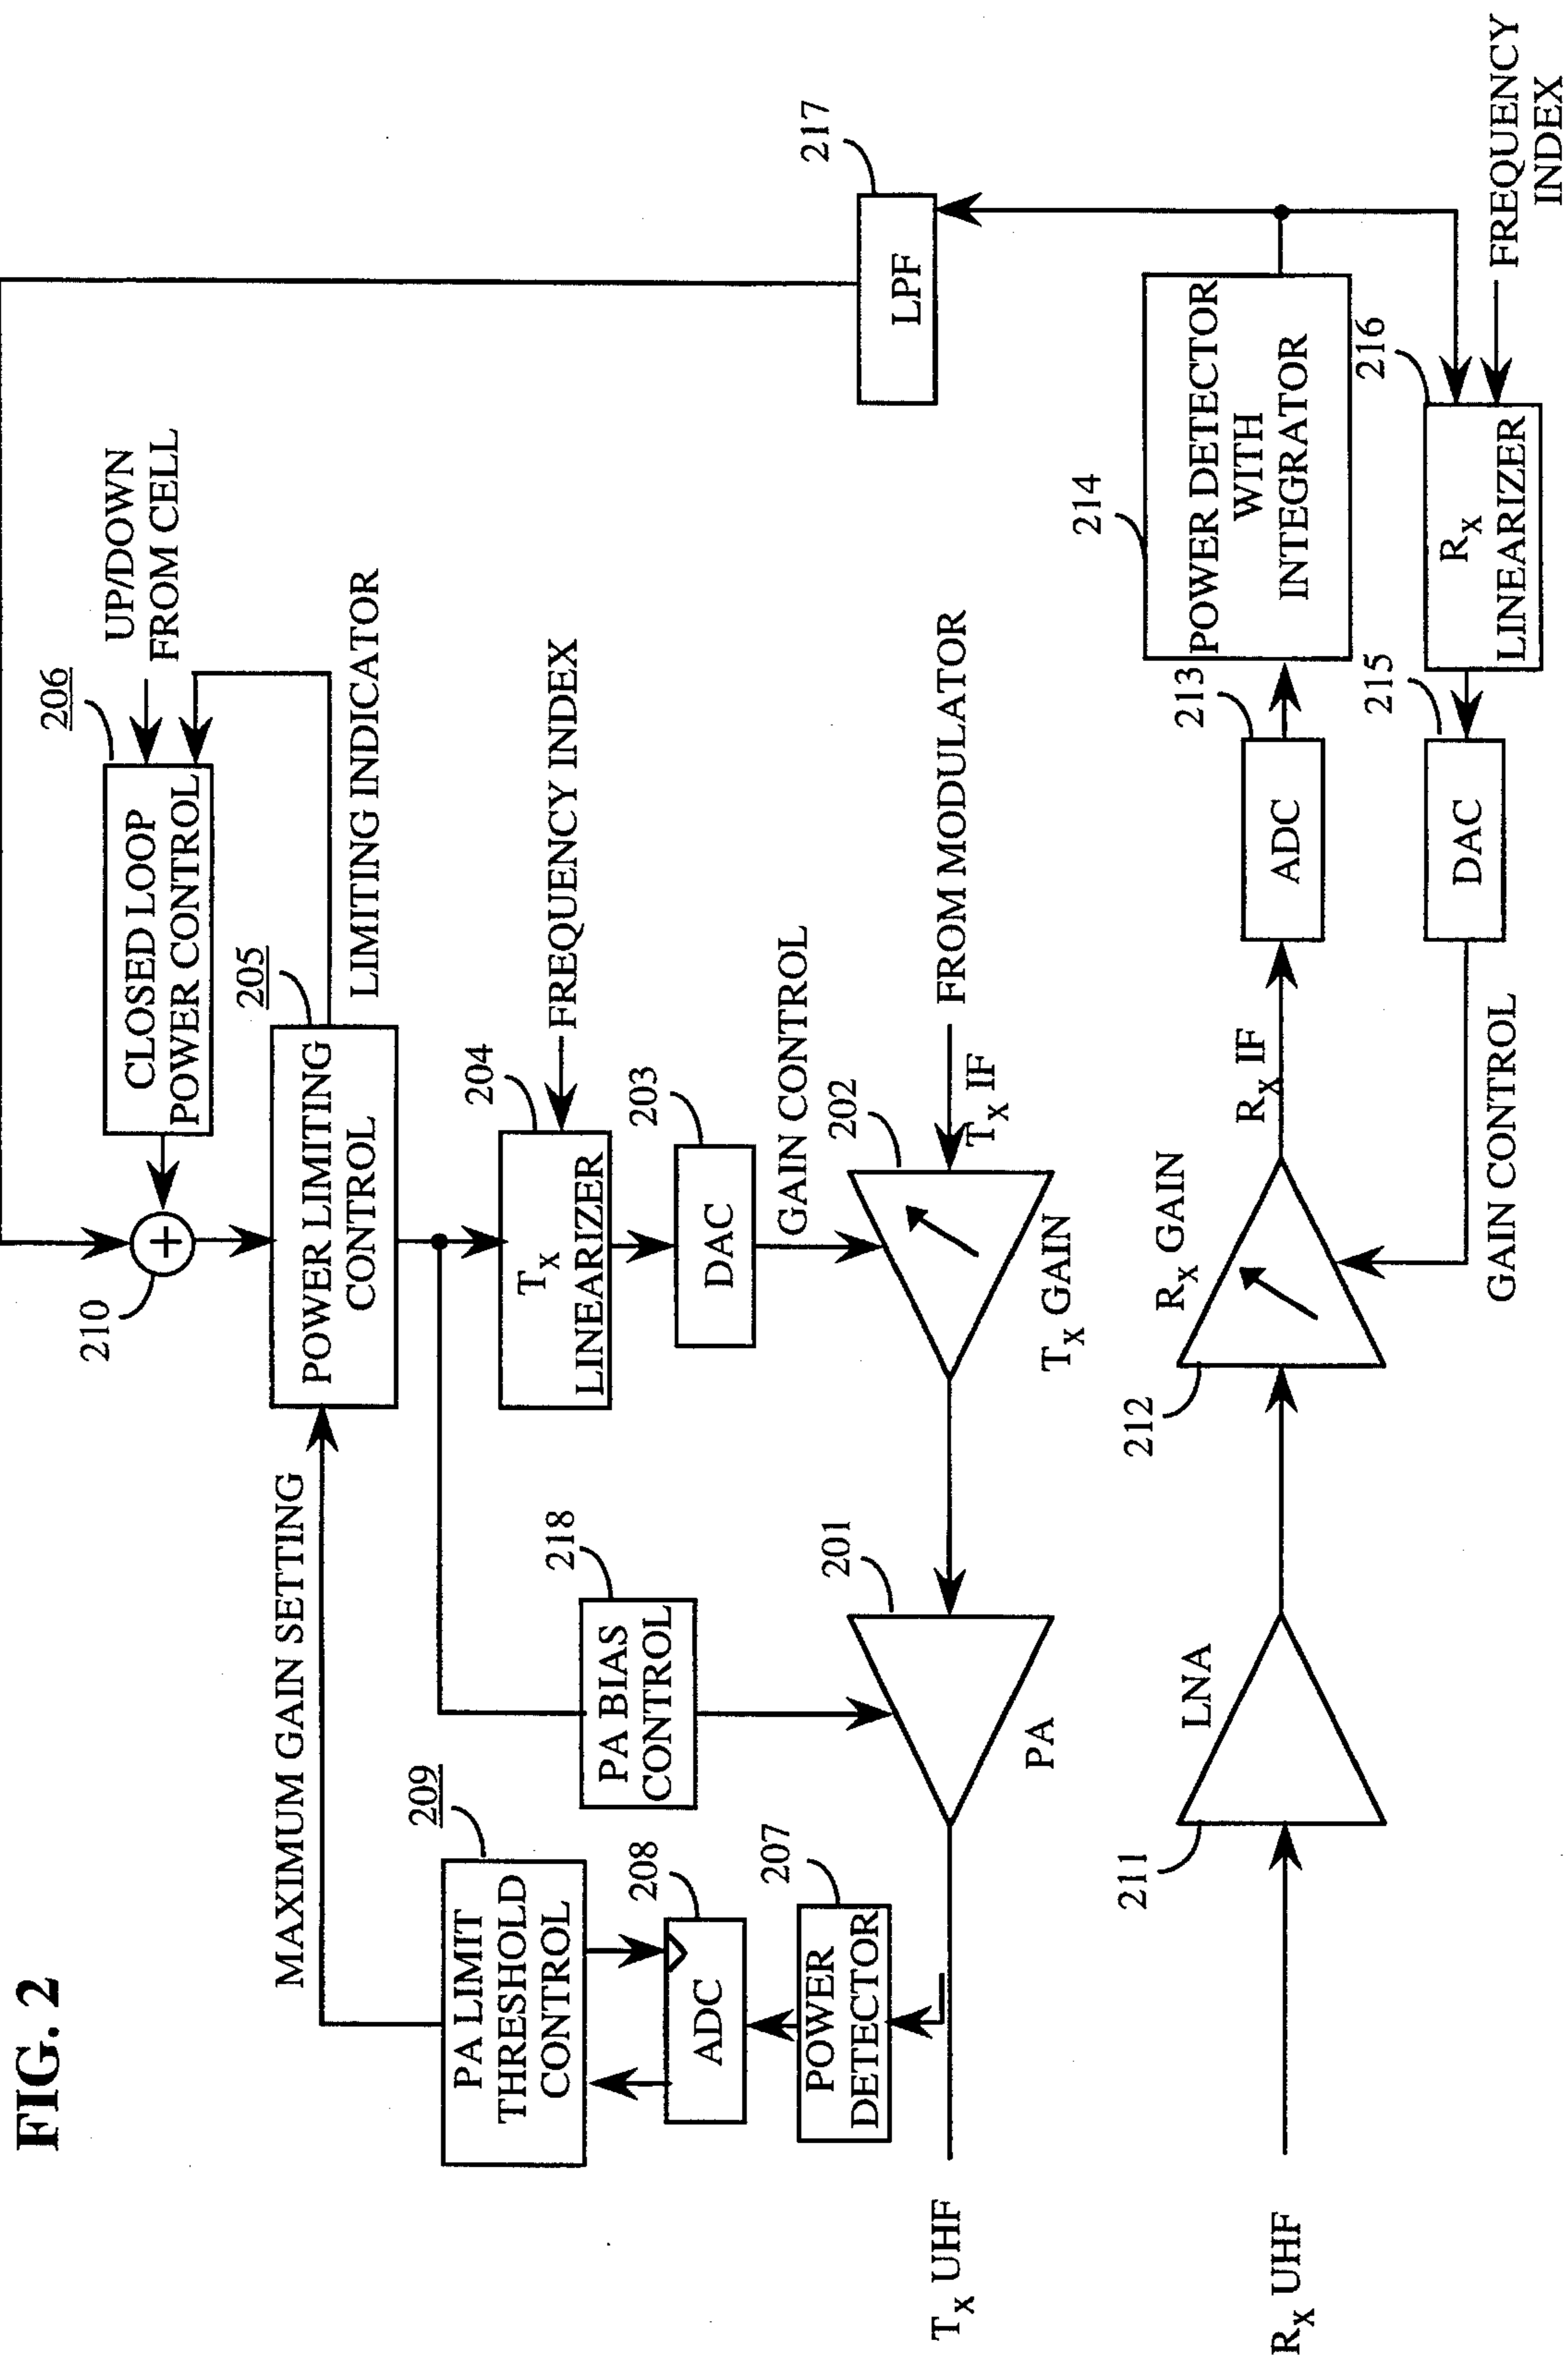 FIG. 2
MAXIMUM GAIN SETTING
210
206
UP/DOWN
FROM CELL
CLOSED LOOP
POWER CONTROL
205
POWER LIMITING
CONTROL
LIMITING INDICATOR
209
PA LIMIT
THRESHOLD
CONTROL
218
PA BIAS
CONTROL
204
TX
LINEARIZER
FREQUENCY INDEX
208
ADC
203
DAC
GAIN CONTROL
207
POWER
DETECTOR
201
PA
202
TX GAIN
TX IF
FROM MODULATOR
217
LPF
TX UHF
RX UHF
211
LNA
212
RX GAIN
RX IF
213
ADC
214
POWER DETECTOR
WITH
INTEGRATOR
GAIN CONTROL
215
DAC
216
RX
LINEARIZER
FREQUENCY
INDEX